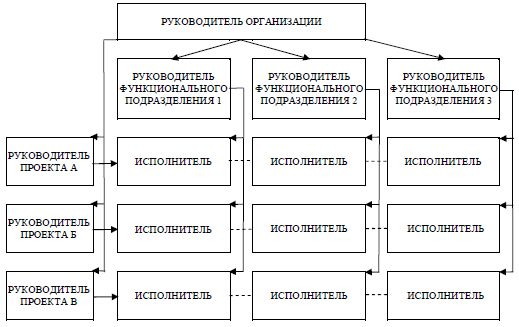 РУКОВОДИТЕЛЬ ОРГАНИЗАЦИИ
РУКОВОДИТЕЛЬ
ФУНКЦИОНАЛЬНОГО
ПОДРАЗДЕЛЕНИЯ 1
РУКОВОДИТЕЛЬ
ФУНКЦИОНАЛЬНОГО
ПОДРАЗДЕЛЕНИЯ 2
РУКОВОДИТЕЛЬ
ФУНКЦИОНАЛЬНОГО
ПОДРАЗДЕЛЕНИЯ 3
РУКОВОДИТЕЛЬ
ПРОЕКТА А
ИСПОЛНИТЕЛЬ
ИСПОЛНИТЕЛЬ
ИСПОЛНИТЕЛЬ
РУКОВОДИТЕЛЬ
ПРОЕКТА Б
ИСПОЛНИТЕЛЬ
ИСПОЛНИТЕЛЬ
ИСПОЛНИТЕЛЬ
РУКОВОДИТЕЛЬ
ПРОЕКТА В
ИСПОЛНИТЕЛЬ
ИСПОЛНИТЕЛЬ
ИСПОЛНИТЕЛЬ